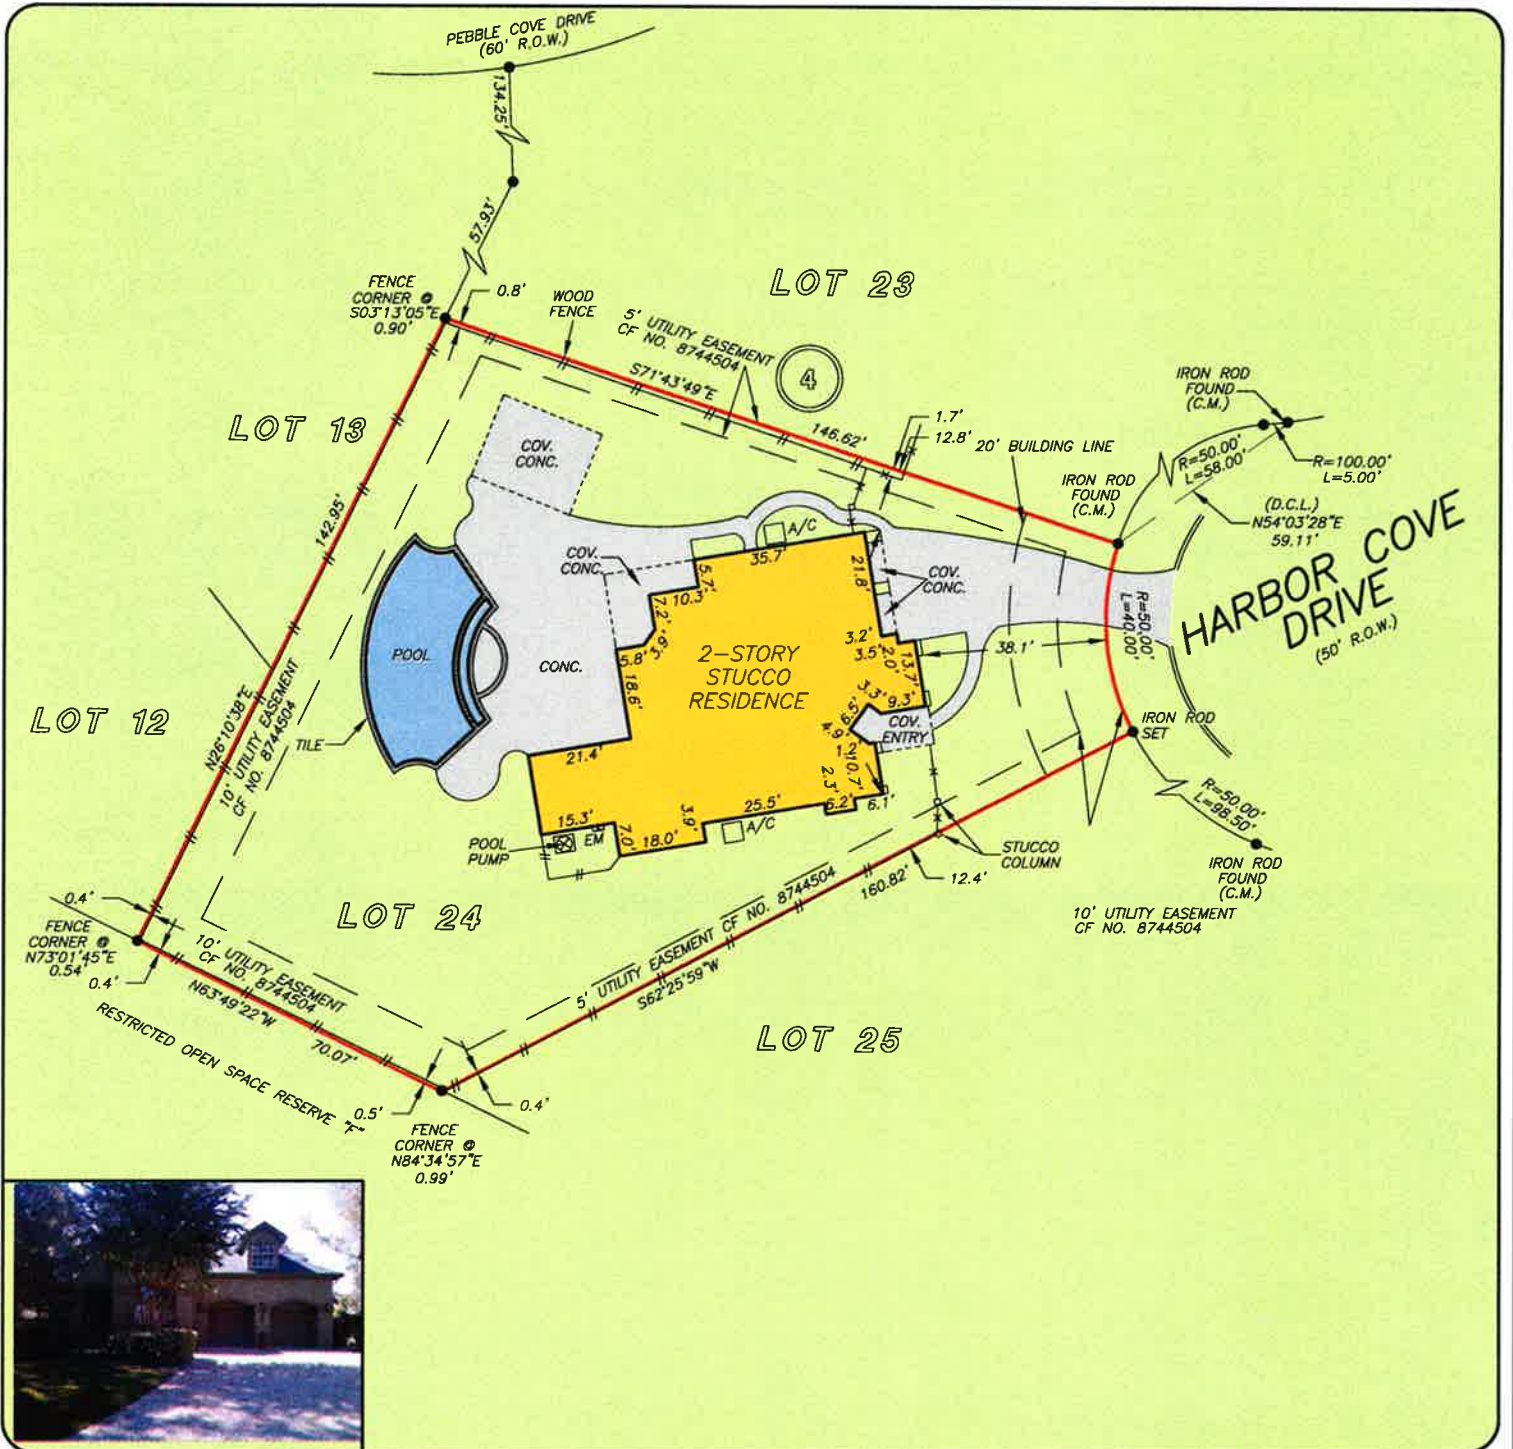 PEBBLE COVE DRIVE
(60' R.O.W.)
134.25'
57.93'
FENCE
CORNER @
S03°13'05"E
0.90'
0.8'
WOOD
FENCE
LOT 23
5' UTILITY EASEMENT
CF NO. 8744504
S71°43'49"E
4
146.62'
1.7'
12.8'
20' BUILDING LINE
IRON ROD
FOUND
(C.M.)
IRON ROD
FOUND
(C.M.)
R=50.00'
L=58.00'
R=100.00'
L=5.00'
(D.C.L.)
N54°03'28"E
59.11'
HARBOR COVE
DRIVE
(50' R.O.W.)
LOT 13
142.95'
COV.
CONC.
A/C
COV.
CONC.
35.7'
5.7'
10.3'
7.2'
3.9'
5.8'
18.6'
21.8'
COV.
CONC.
3.2'
3.5'
2.0'
13.7'
38.1'
R=50.00'
L=40.00'
2-STORY
STUCCO
RESIDENCE
POOL
CONC.
TILE
LOT 12
N26°10'38"E
10' UTILITY EASEMENT
CF NO. 8744504
3.3'
9.3'
6.5'
4.9'
COV.
ENTRY
1.2'
10.7'
2.3'
6.2'
6.1'
21.4'
15.3'
7.0'
18.0'
3.9'
25.5'
A/C
EM
POOL
PUMP
IRON ROD
SET
R=50.00'
L=98.50'
IRON ROD
FOUND
(C.M.)
STUCCO
COLUMN
12.4'
160.82'
10' UTILITY EASEMENT
CF NO. 8744504
LOT 24
5' UTILITY EASEMENT CF NO. 8744504
S62°25'59"W
LOT 25
0.4'
FENCE
CORNER @
N73°01'45"E
0.54'
0.4'
10' UTILITY EASEMENT
CF NO. 8744504
N63°49'22"W
70.07'
RESTRICTED OPEN SPACE RESERVE "F"
0.5'
0.4'
FENCE
CORNER @
N84°34'57"E
0.99'